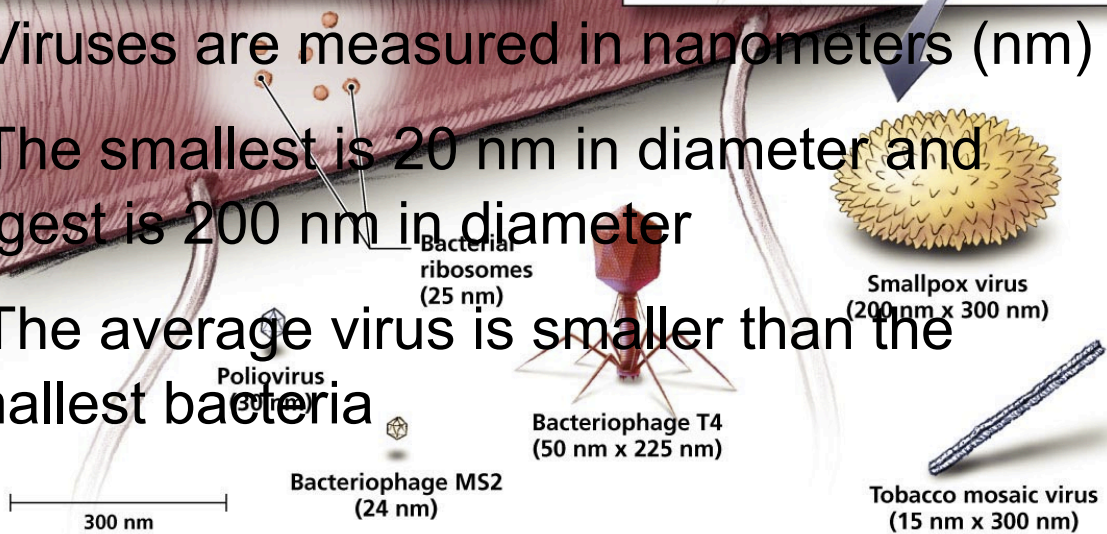 Viruses are measured in nanometers (nm)
The smallest is 20 nm in diameter and
gest is 200 nm in diameter
The average virus is smaller than the
allest bacteria
Bacterial
ribosomes
(25 nm)
Smallpox virus
(200 nm x 300 nm)
Poliovirus
(30 nm)
Bacteriophage T4
(50 nm x 225 nm)
Bacteriophage MS2
(24 nm)
Tobacco mosaic virus
(15 nm x 300 nm)
300 nm